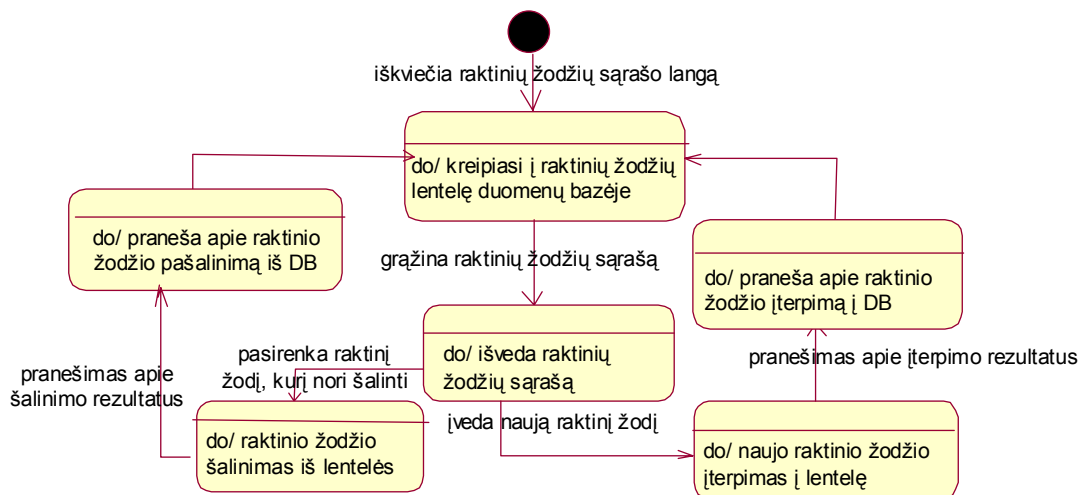 iškviečia raktinių žodžių sąrašo langą
do/ kreipiasi į raktinių žodžių
lentelę duomenų bazėje
do/ praneša apie raktinio
žodžio pašalinimą iš DB
grąžina raktinių žodžių sąrašą
do/ praneša apie raktinio
žodžio įterpimą į DB
do/ išveda raktinių
žodžių sąrašą
pasirenka raktinį
žodį, kurį nori šalinti
pranešimas apie
šalinimo rezultatus
pranešimas apie įterpimo rezultatus
įveda naują raktinį žodį
do/ raktinio žodžio
šalinimas iš lentelės
do/ naujo raktinio žodžio
įterpimas į lentelę